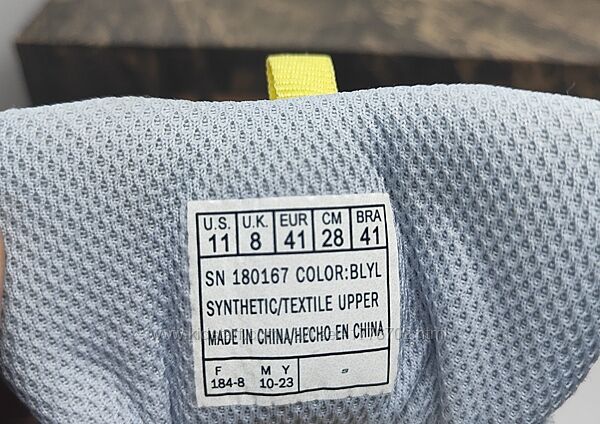 U.S. U.K. EUR CM BRA
11 8 41 28 41
SN 180167 COLOR:BLYL
SYNTHETIC/TEXTILE UPPER
MADE IN CHINA/HECHO EN CHINA
F M Y
184-8 10-23